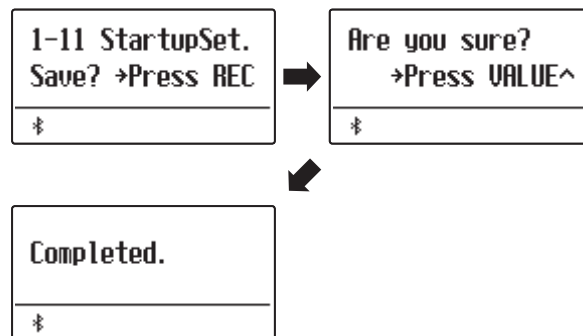 1-11 StartupSet.
Save? →Press REC
Are you sure?
→Press VALUE^
Completed.